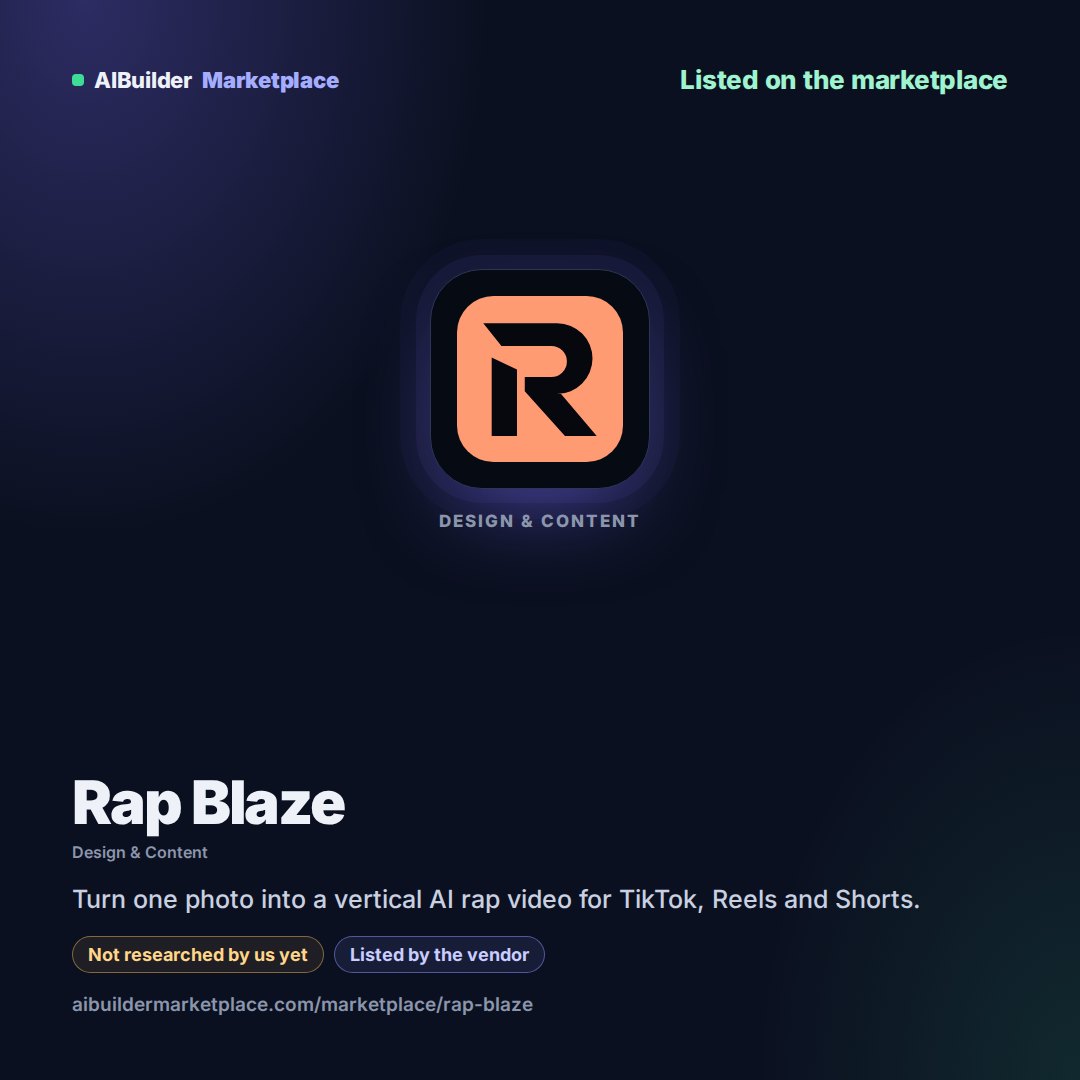 AIBuilder Marketplace
Listed on the marketplace
R
DESIGN & CONTENT
Rap Blaze
Design & Content
Turn one photo into a vertical AI rap video for TikTok, Reels and Shorts.
Not researched by us yet
Listed by the vendor
aibuildermarketplace.com/marketplace/rap-blaze